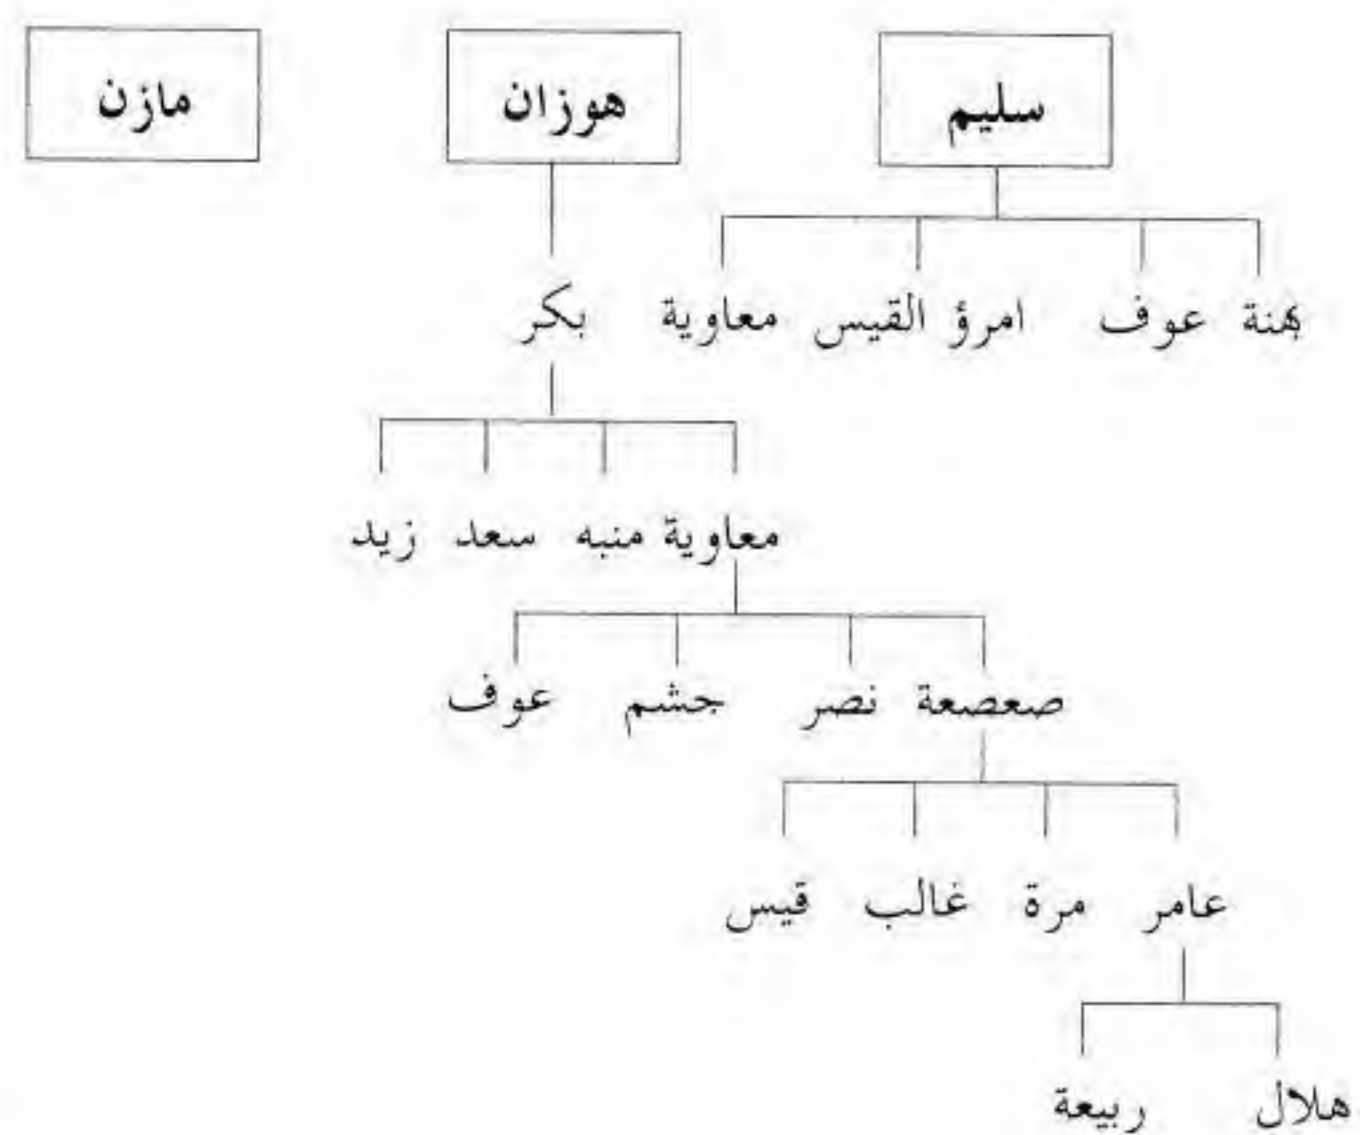 سليم هوزان مازن
بهنة عوف امرؤ القيس معاوية بكر
معاوية منبه سعد زيد
صعصعة نصر جشم عوف
عامر مرة غالب قيس
هلال ربيعة